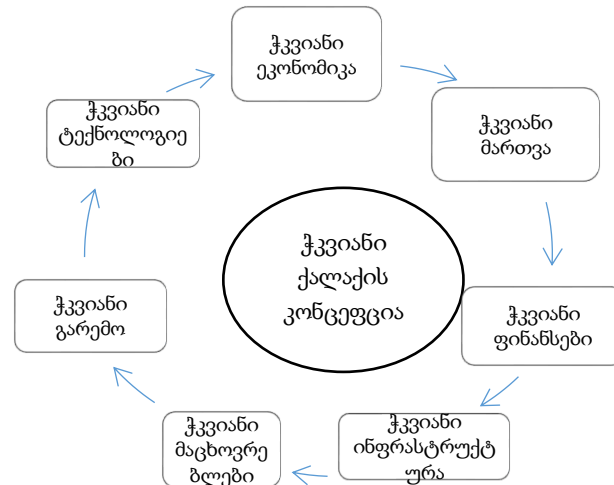 ჭკვიანი
ეკონომიკა
ჭკვიანი
მართვა
ჭკვიანი
ფინანსები
ჭკვიანი
ინფრასტრუქტ
ურა
ჭკვიანი
მაცხოვრე
ბლები
ჭკვიანი
გარემო
ჭკვიანი
ტექნოლოგიე
ბი
ჭკვიანი
ქალაქის
კონცეფცია